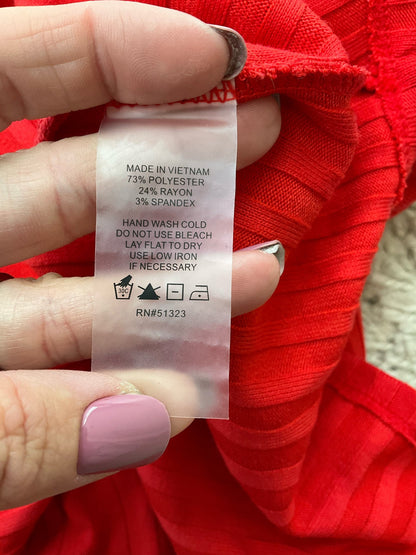 MADE IN VIETNAM
73% POLYESTER
24% RAYON
3% SPANDEX
HAND WASH COLD
DO NOT USE BLEACH
LAY FLAT TO DRY
USE LOW IRON
IF NECESSARY
30C
RN#51323